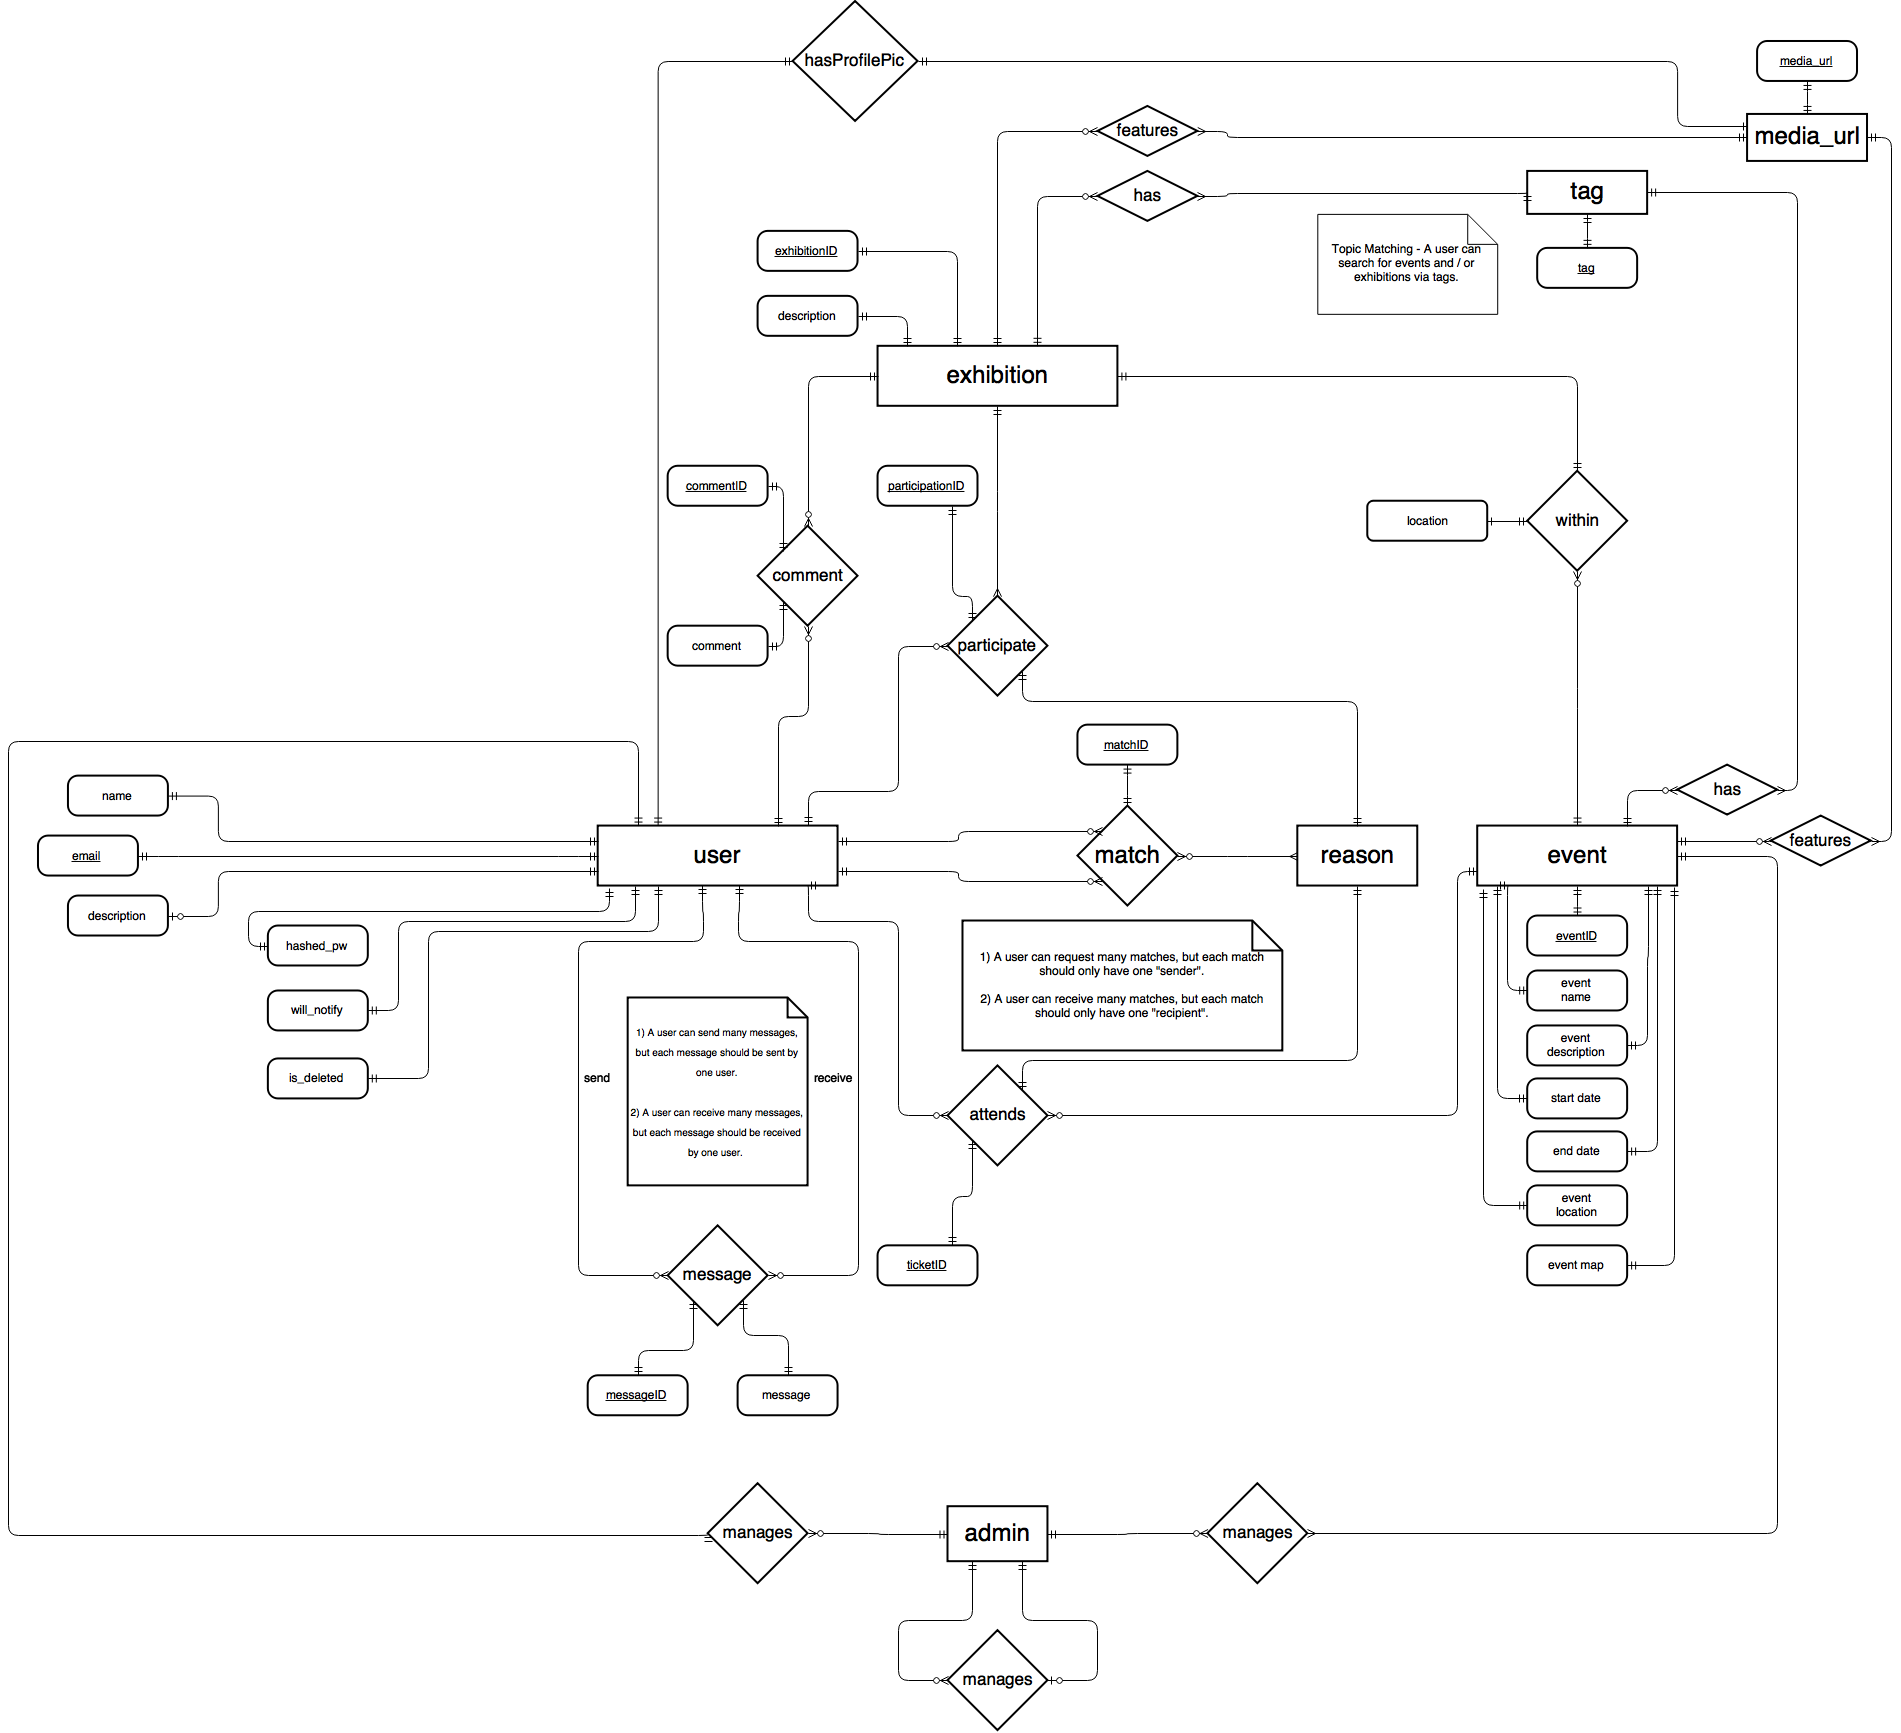 hasProfilePic
media_url
features
media_url
has
tag
Topic Matching - A user can
search for events and / or
exhibitions via tags.
tag
exhibitionID
description
exhibition
commentID
participationID
location
within
comment
comment
participate
matchID
name
has
email
user
match
reason
event
features
description
hashed_pw
eventID
1) A user can request many matches, but each match
should only have one "sender".
2) A user can receive many matches, but each match
should only have one "recipient".
will_notify
event
name
1) A user can send many messages,
but each message should be sent by
one user.
2) A user can receive many messages,
but each message should be received
by one user.
event
description
is_deleted
send
receive
start date
attends
end date
event
location
ticketID
event map
message
messageID
message
manages
admin
manages
manages